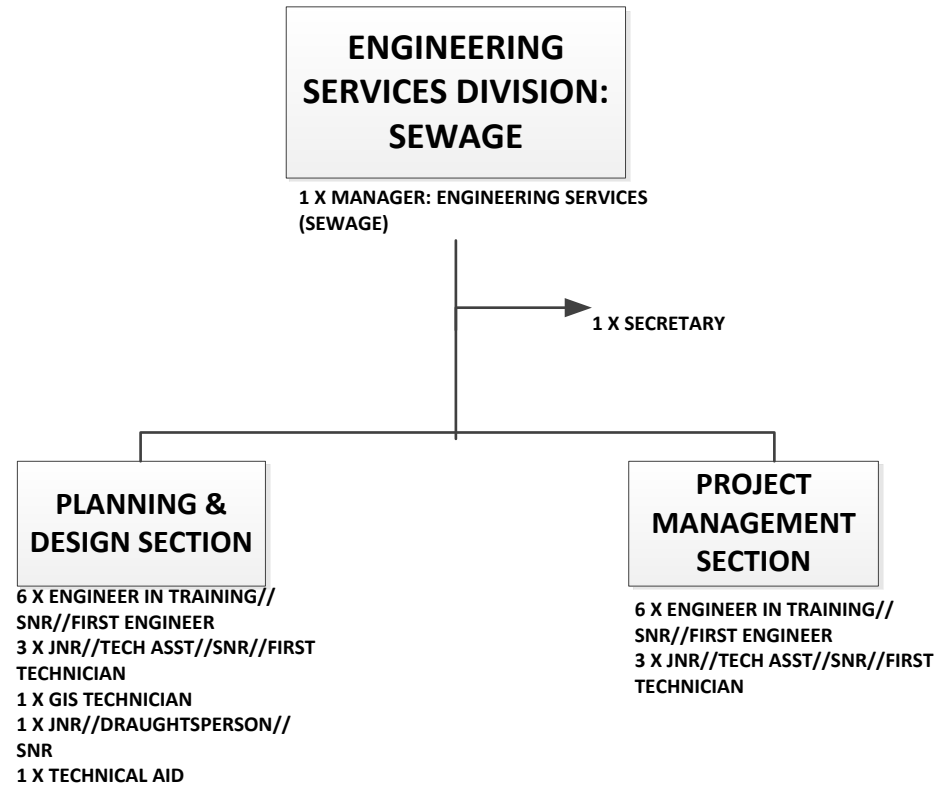 ENGINEERING
SERVICES DIVISION:
SEWAGE
1 X MANAGER: ENGINEERING SERVICES
(SEWAGE)
1 X SECRETARY
PLANNING &
DESIGN SECTION
6 X ENGINEER IN TRAINING//
SNR//FIRST ENGINEER
3 X JNR//TECH ASST//SNR//FIRST
TECHNICIAN
1 X GIS TECHNICIAN
1 X JNR//DRAUGHTSPERSON//
SNR
1 X TECHNICAL AID
PROJECT
MANAGEMENT
SECTION
6 X ENGINEER IN TRAINING//
SNR//FIRST ENGINEER
3 X JNR//TECH ASST//SNR//FIRST
TECHNICIAN